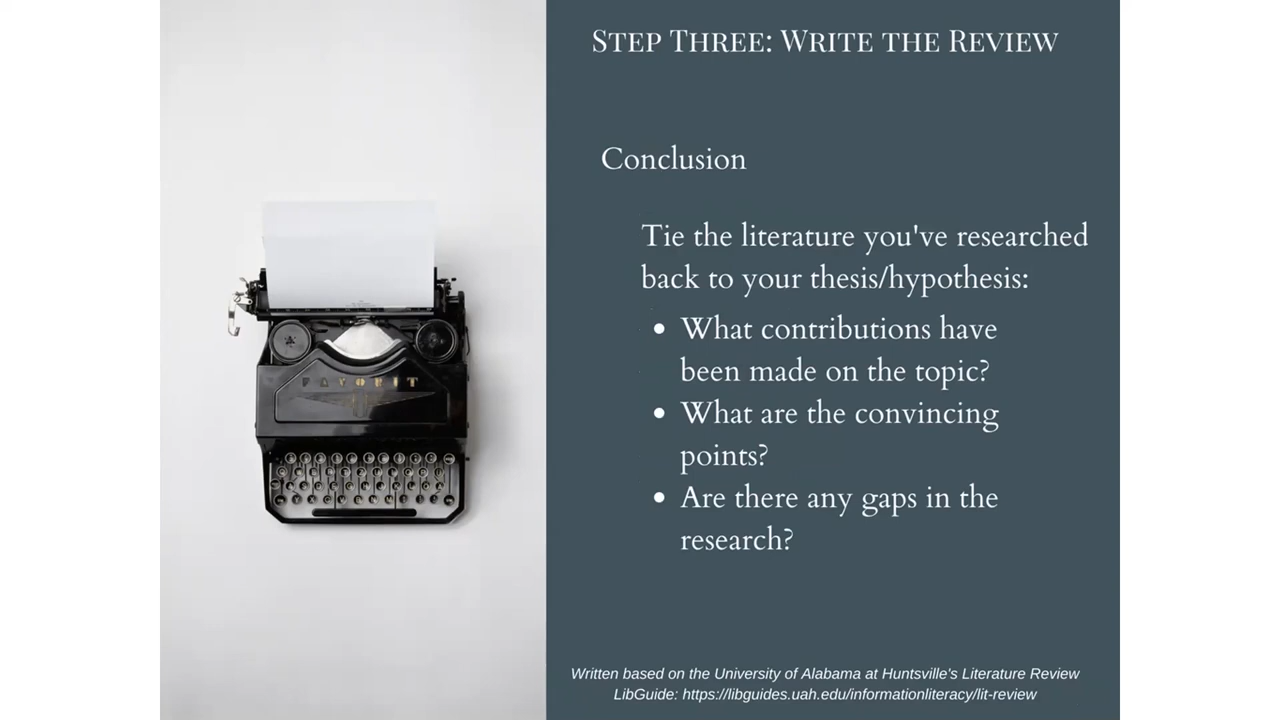 Step Three: Write the Review
Conclusion
Tie the literature you've researched
back to your thesis/hypothesis:
• What contributions have
been made on the topic?
• What are the convincing
points?
• Are there any gaps in the
research?
Written based on the University of Alabama at Huntsville's Literature Review
LibGuide: https://libguides.uah.edu/informationliteracy/lit-review
FAVORIT